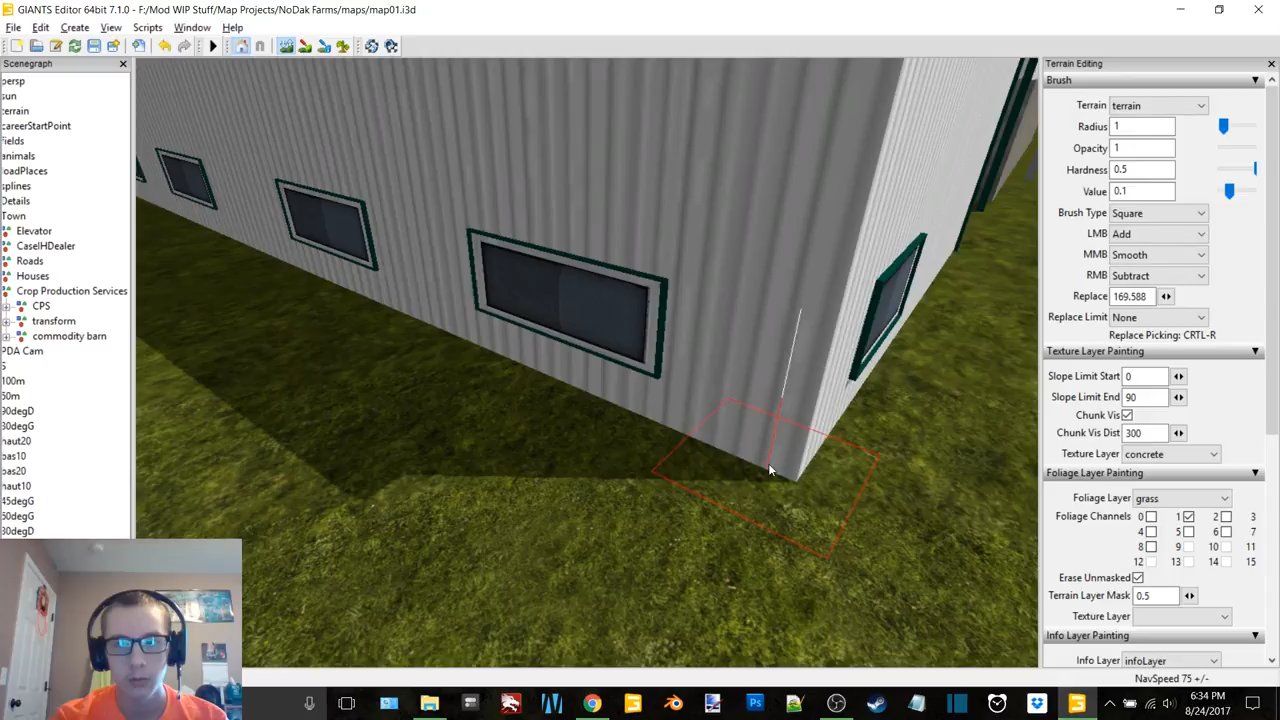 GIANTS Editor 64bit 7.1.0 - F:/Mod WIP Stuff/Map Projects/NoDak Farms/maps/map01.i3d
File Edit Create View Scripts Window Help
Scenegraph
persp
sun
terrain
careerStartPoint
fields
animals
loadPlaces
splines
Details
Town
Elevator
CaseIHDealer
Roads
Houses
Crop Production Services
CPS
transform
commodity barn
PDA Cam
S
100m
50m
90degD
haut20
bas10
bas20
haut10
45degG
60degG
30degD
Terrain Editing
Brush
Terrain terrain
Radius 1
Opacity 1
Hardness 0.5
Value 0.1
Brush Type Square
LMB Add
MMB Smooth
RMB Subtract
Replace 169.588
Replace Limit None
Replace Picking: CRTL-R
Texture Layer Painting
Slope Limit Start 0
Slope Limit End 90
Chunk Vis
Chunk Vis Dist 300
Texture Layer concrete
Foliage Layer Painting
Foliage Layer grass
Foliage Channels 0 1 2 3
4 5 6 7
8 9 10 11
12 13 14 15
Erase Unmasked
Terrain Layer Mask 0.5
Texture Layer
Info Layer Painting
Info Layer infoLayer
NavSpeed 75 +/-
6:34 PM
8/24/2017